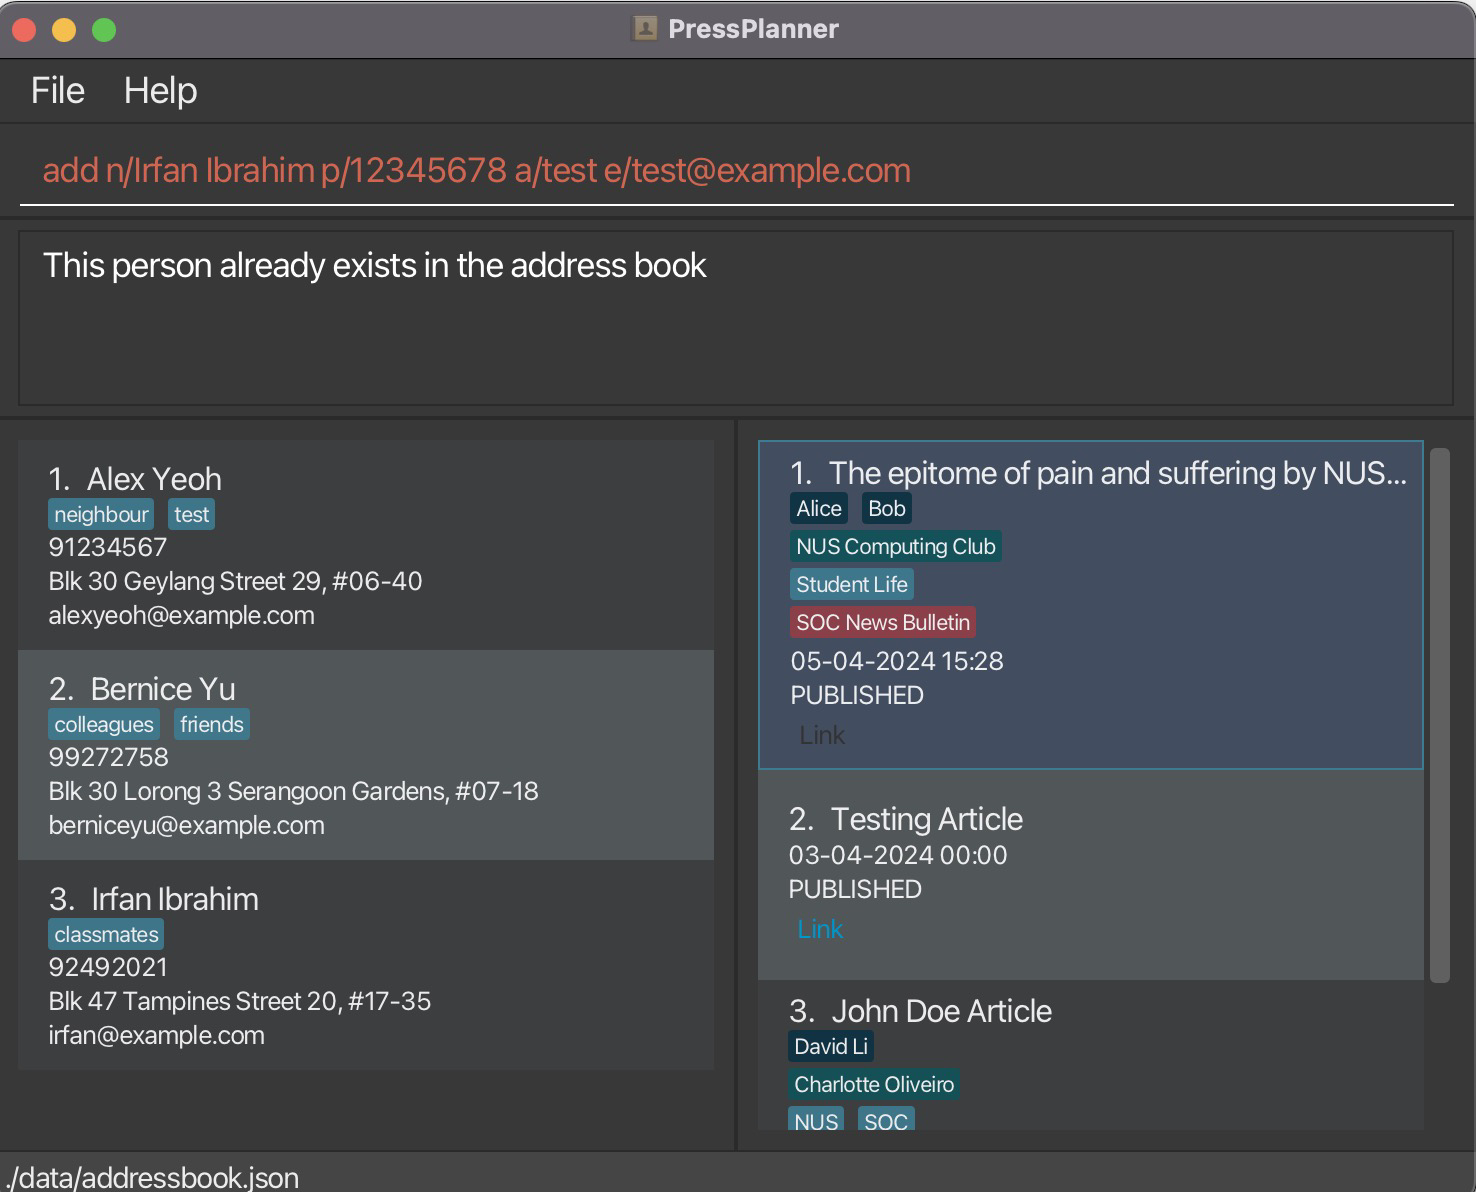 PressPlanner
File Help
add n/Irfan Ibrahim p/12345678 a/test e/test@example.com
This person already exists in the address book
1. Alex Yeoh
neighbour test
91234567
Blk 30 Geylang Street 29, #06-40
alexyeoh@example.com
2. Bernice Yu
colleagues friends
99272758
Blk 30 Lorong 3 Serangoon Gardens, #07-18
berniceyu@example.com
3. Irfan Ibrahim
classmates
92492021
Blk 47 Tampines Street 20, #17-35
irfan@example.com
1. The epitome of pain and suffering by NUS...
Alice Bob
NUS Computing Club
Student Life
SOC News Bulletin
05-04-2024 15:28
PUBLISHED
Link
2. Testing Article
03-04-2024 00:00
PUBLISHED
Link
3. John Doe Article
David Li
Charlotte Oliveiro
NUS SOC
./data/addressbook.json